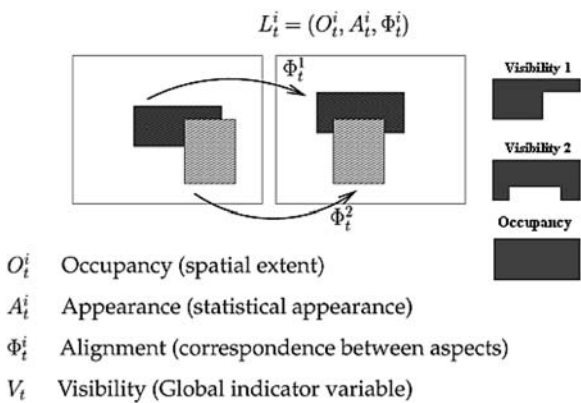 L_t^i = (O_t^i, A_t^i, Φ_t^i)
Φ_t^1
Visibility 1
Visibility 2
Φ_t^2
Occupancy
O_t^i Occupancy (spatial extent)
A_t^i Appearance (statistical appearance)
Φ_t^i Alignment (correspondence between aspects)
V_t Visibility (Global indicator variable)